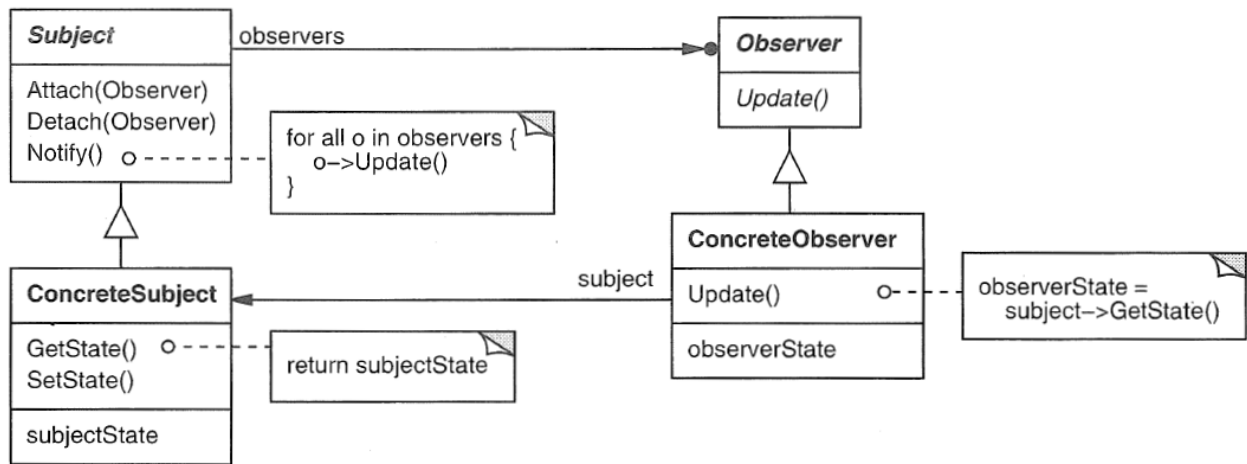 Subject
Attach(Observer)
Detach(Observer)
Notify()
observers
Observer
Update()
for all o in observers {
o->Update()
}
ConcreteSubject
GetState()
SetState()
subjectState
return subjectState
subject
ConcreteObserver
Update()
observerState
observerState =
subject->GetState()